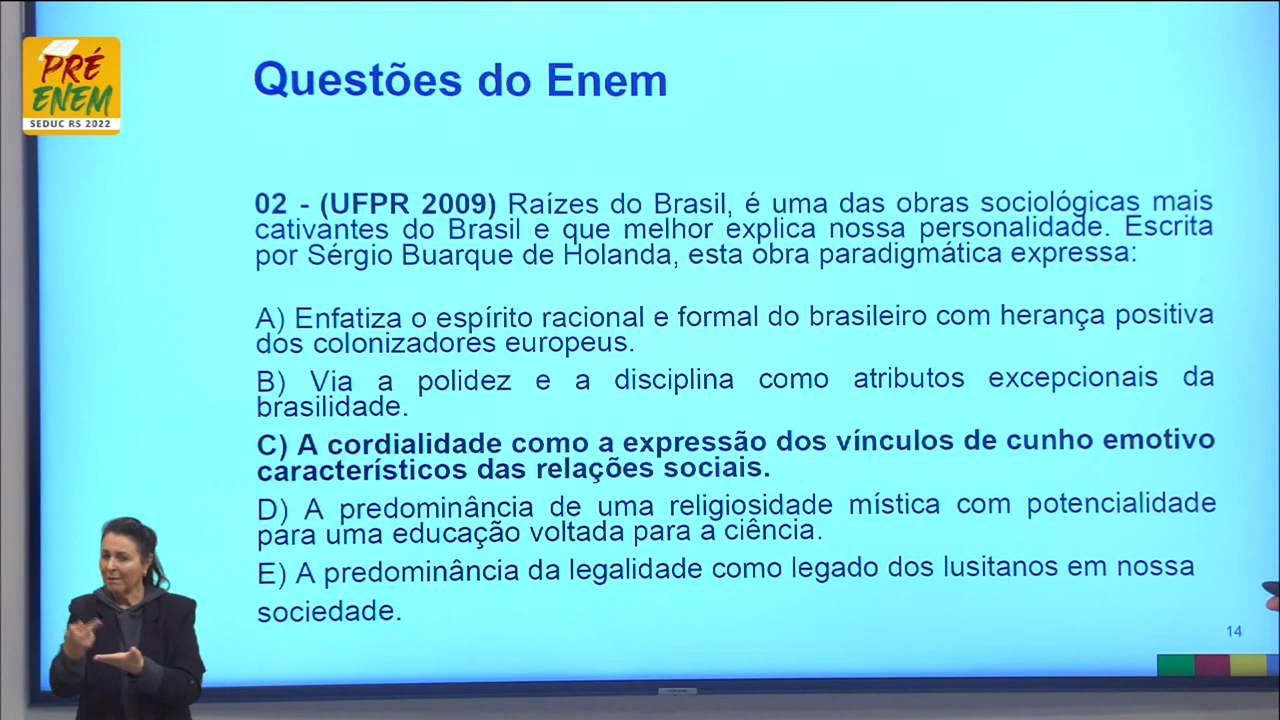 PRÉ
ENEM
SEDUC RS 2022
Questões do Enem
02 - (UFPR 2009) Raízes do Brasil, é uma das obras sociológicas mais
cativantes do Brasil e que melhor explica nossa personalidade. Escrita
por Sérgio Buarque de Holanda, esta obra paradigmática expressa:
A) Enfatiza o espírito racional e formal do brasileiro com herança positiva
dos colonizadores europeus.
B) Via a polidez e a disciplina como atributos excepcionais da
brasilidade.
C) A cordialidade como a expressão dos vínculos de cunho emotivo
característicos das relações sociais.
D) A predominância de uma religiosidade mística com potencialidade
para uma educação voltada para a ciência.
E) A predominância da legalidade como legado dos lusitanos em nossa
sociedade.
14